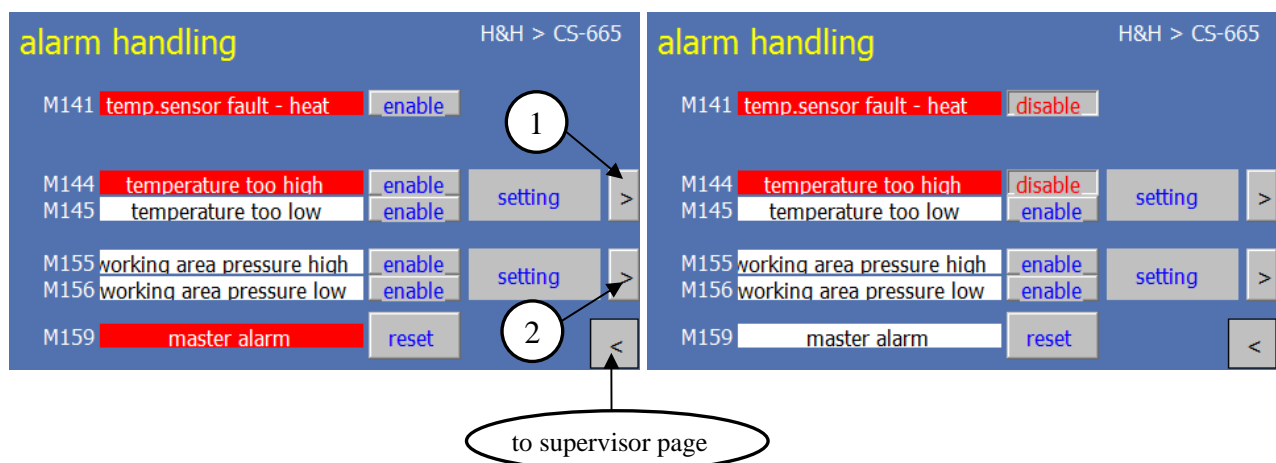 alarm handling H&H > CS-665
M141 temp.sensor fault - heat enable
1
M144 temperature too high enable
setting >
M145 temperature too low enable
M155 working area pressure high enable
setting >
M156 working area pressure low enable
2
M159 master alarm reset
<
alarm handling H&H > CS-665
M141 temp.sensor fault - heat disable
M144 temperature too high disable
setting >
M145 temperature too low enable
M155 working area pressure high enable
setting >
M156 working area pressure low enable
M159 master alarm reset
<
to supervisor page